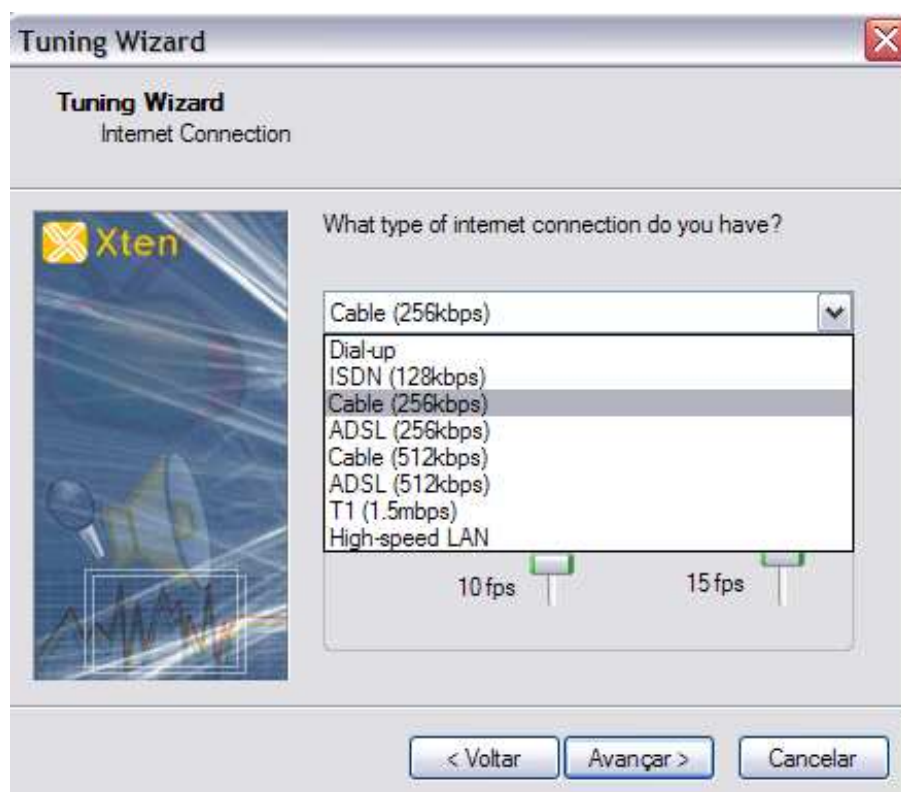 Tuning Wizard
Tuning Wizard
Internet Connection
Xten
What type of internet connection do you have?
Cable (256kbps)
Dial-up
ISDN (128kbps)
Cable (256kbps)
ADSL (256kbps)
Cable (512kbps)
ADSL (512kbps)
T1 (1.5mbps)
High-speed LAN
10 fps 15 fps
< Voltar Avançar > Cancelar